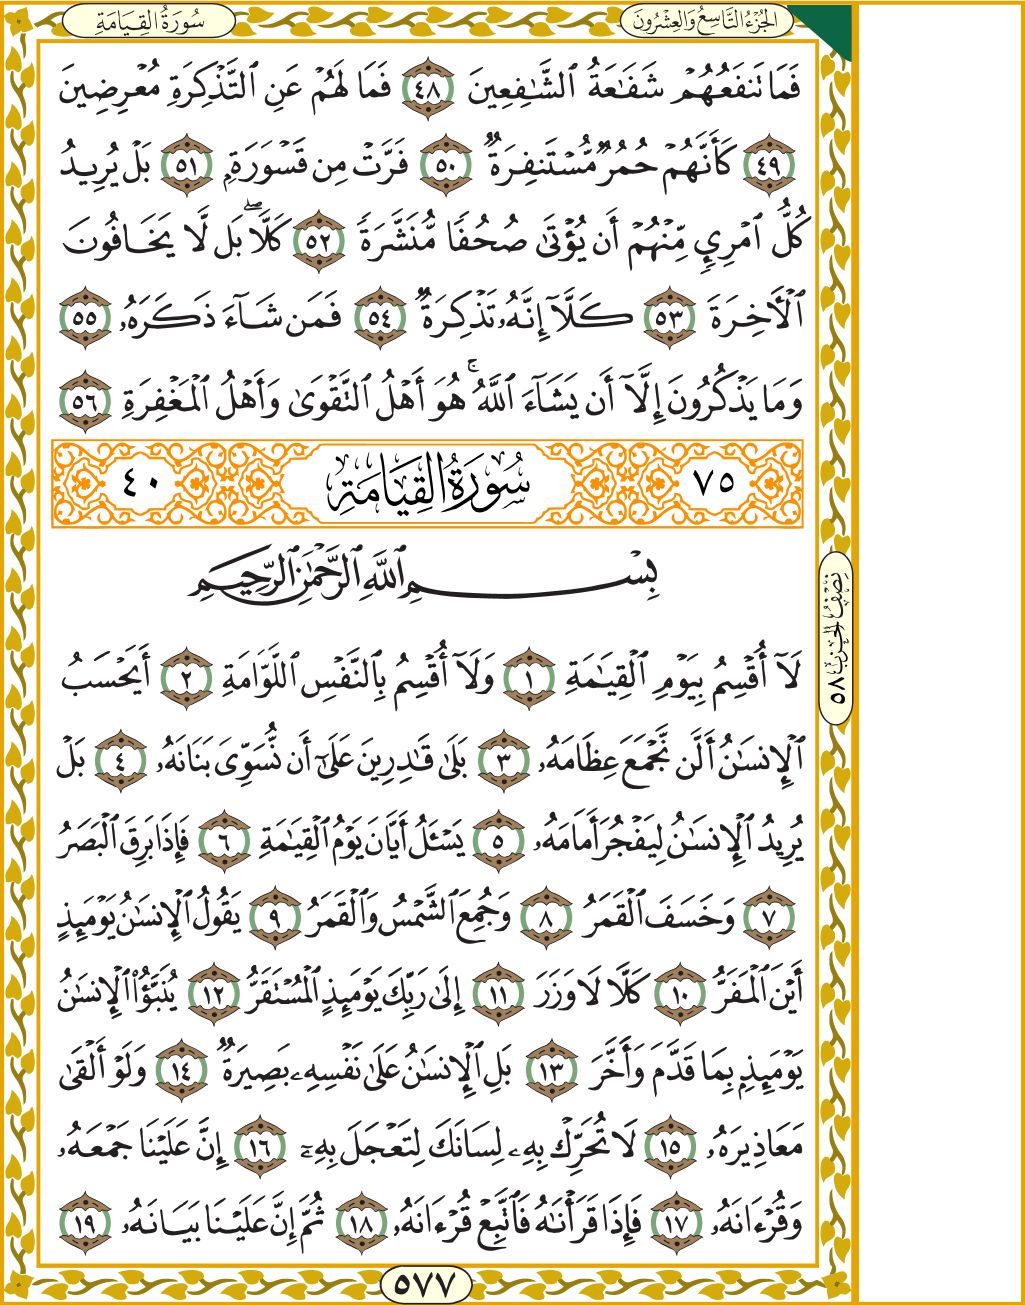 الجُزْءُ التَّاسِعُ وَالعِشْرُونَ
سُورَةُ القِيَامَةِ
فَمَا تَنفَعُهُمْ شَفَٰعَةُ ٱلشَّٰفِعِينَ ٤٨ فَمَا لَهُمْ عَنِ ٱلتَّذْكِرَةِ مُعْرِضِينَ
٤٩ كَأَنَّهُمْ حُمُرٌ مُّسْتَنفِرَةٌ ٥٠ فَرَّتْ مِن قَسْوَرَةٍۭ ٥١ بَلْ يُرِيدُ
كُلُّ ٱمْرِئٍ مِّنْهُمْ أَن يُؤْتَىٰ صُحُفًا مُّنَشَّرَةً ٥٢ كَلَّاۖ بَل لَّا يَخَافُونَ
ٱلْأَخِرَةَ ٥٣ كَلَّآ إِنَّهُۥ تَذْكِرَةٌ ٥٤ فَمَن شَآءَ ذَكَرَهُۥ ٥٥
وَمَا يَذْكُرُونَ إِلَّآ أَن يَشَآءَ ٱللَّهُۚ هُوَ أَهْلُ ٱلتَّقْوَىٰ وَأَهْلُ ٱلْمَغْفِرَةِ ٥٦
٧٥ سُورَةُ القِيَامَةِ ٤٠
بِسْمِ ٱللَّهِ ٱلرَّحْمَٰنِ ٱلرَّحِيمِ
لَآ أُقْسِمُ بِيَوْمِ ٱلْقِيَٰمَةِ ١ وَلَآ أُقْسِمُ بِٱلنَّفْسِ ٱللَّوَّامَةِ ٢ أَيَحْسَبُ
ٱلْإِنسَٰنُ أَلَّن نَّجْمَعَ عِظَامَهُۥ ٣ بَلَىٰ قَٰدِرِينَ عَلَىٰٓ أَن نُّسَوِّىَ بَنَانَهُۥ ٤ بَلْ
يُرِيدُ ٱلْإِنسَٰنُ لِيَفْجُرَ أَمَامَهُۥ ٥ يَسْـَٔلُ أَيَّانَ يَوْمُ ٱلْقِيَٰمَةِ ٦ فَإِذَا بَرِقَ ٱلْبَصَرُ
٧ وَخَسَفَ ٱلْقَمَرُ ٨ وَجُمِعَ ٱلشَّمْسُ وَٱلْقَمَرُ ٩ يَقُولُ ٱلْإِنسَٰنُ يَوْمَئِذٍ
أَيْنَ ٱلْمَفَرُّ ١٠ كَلَّا لَا وَزَرَ ١١ إِلَىٰ رَبِّكَ يَوْمَئِذٍ ٱلْمُسْتَقَرُّ ١٢ يُنَبَّؤُا۟ ٱلْإِنسَٰنُ
يَوْمَئِذٍۭ بِمَا قَدَّمَ وَأَخَّرَ ١٣ بَلِ ٱلْإِنسَٰنُ عَلَىٰ نَفْسِهِۦ بَصِيرَةٌ ١٤ وَلَوْ أَلْقَىٰ
مَعَاذِيرَهُۥ ١٥ لَا تُحَرِّكْ بِهِۦ لِسَانَكَ لِتَعْجَلَ بِهِۦٓ ١٦ إِنَّ عَلَيْنَا جَمْعَهُۥ
وَقُرْءَانَهُۥ ١٧ فَإِذَا قَرَأْنَٰهُ فَٱتَّبِعْ قُرْءَانَهُۥ ١٨ ثُمَّ إِنَّ عَلَيْنَا بَيَانَهُۥ ١٩
نِصْفُ الحِزْب ٥٨
٥٧٧